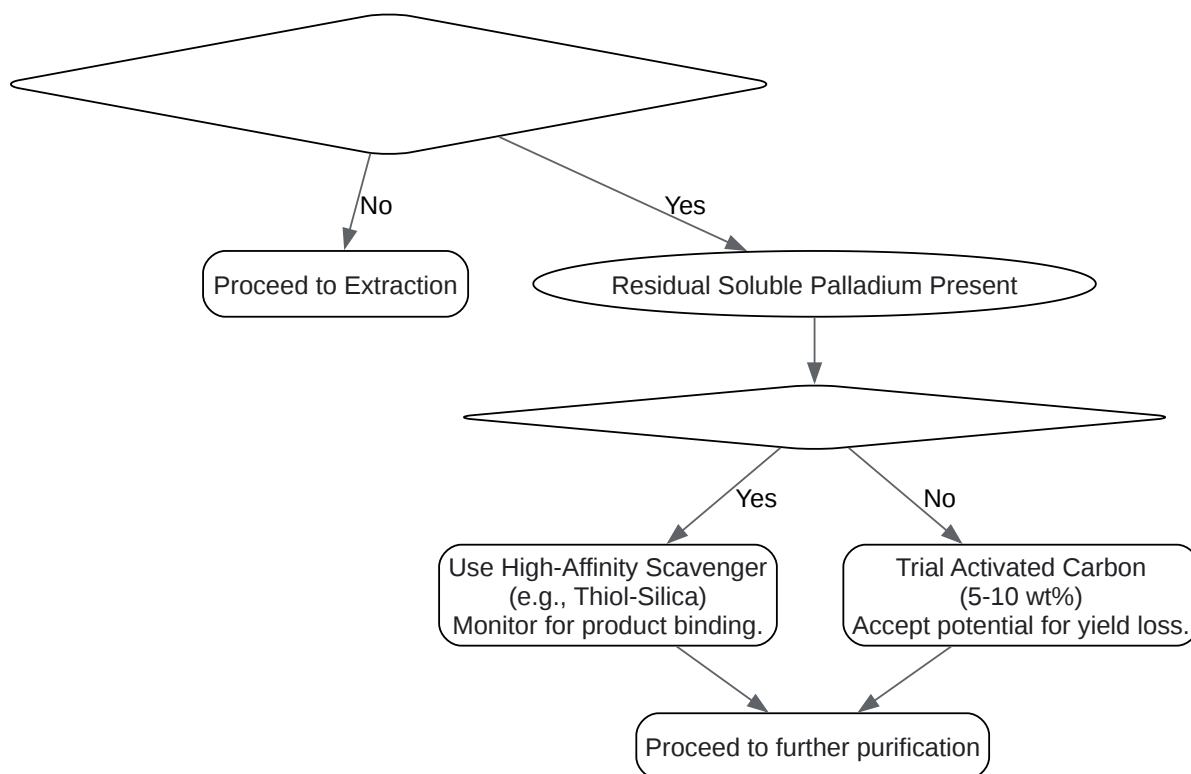 No
Yes
Proceed to Extraction
Residual Soluble Palladium Present
Yes
No
Use High-Affinity Scavenger
(e.g., Thiol-Silica)
Monitor for product binding.
Trial Activated Carbon
(5-10 wt%)
Accept potential for yield loss.
Proceed to further purification